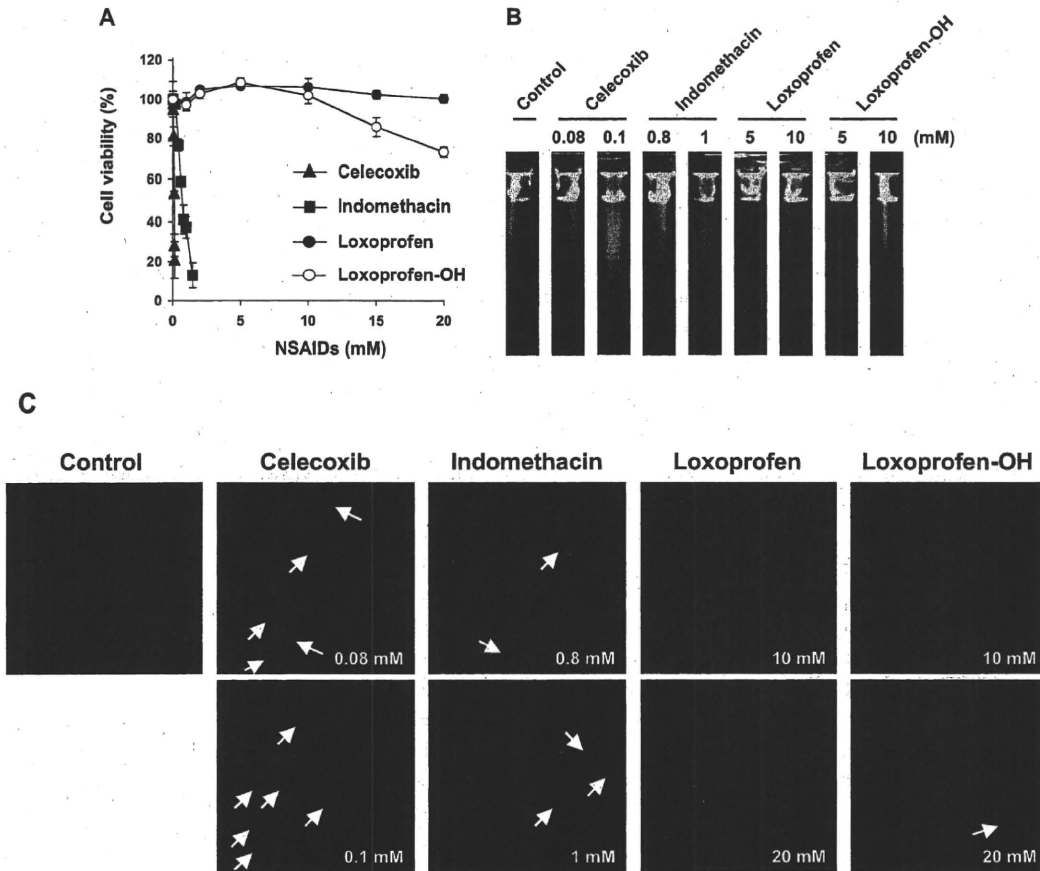 A
120
100
80
60
40
20
0
Cell viability (%)
Celecoxib
Indomethacin
Loxoprofen
Loxoprofen-OH
0 5 10 15 20
NSAIDs (mM)
B
Control Celecoxib Indomethacin Loxoprofen Loxoprofen-OH
0.08 0.1 0.8 1 5 10 5 10 (mM)
C
Control Celecoxib Indomethacin Loxoprofen Loxoprofen-OH
0.08 mM 0.8 mM 10 mM 10 mM
0.1 mM 1 mM 20 mM 20 mM